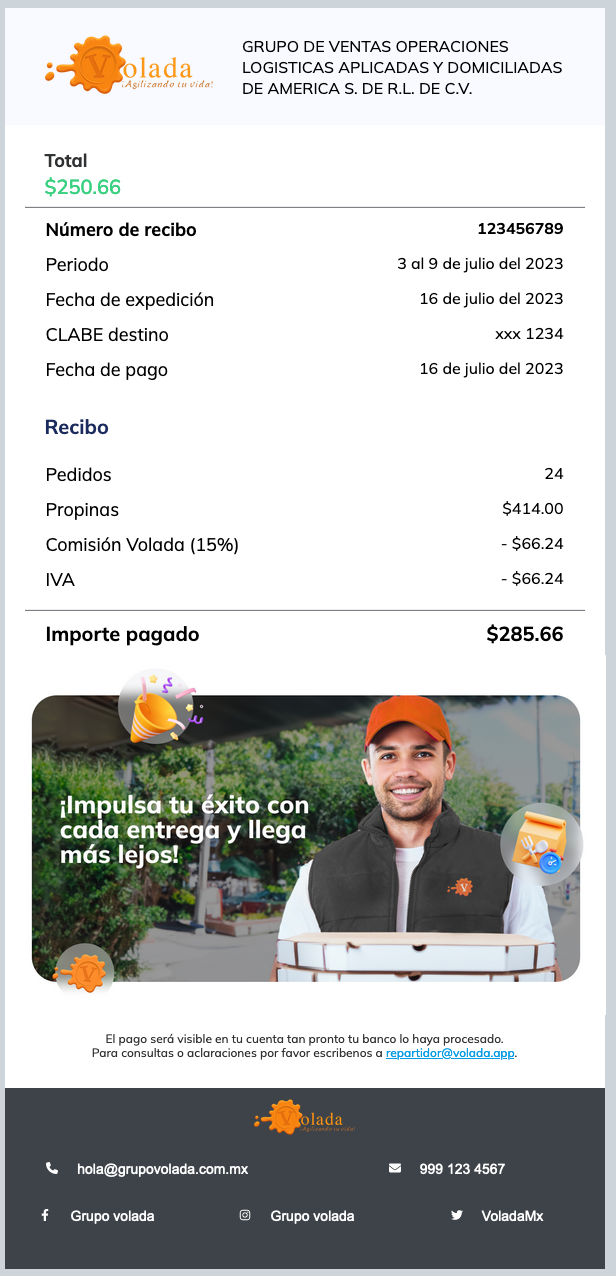 Volada
¡Agilizando tu vida!
GRUPO DE VENTAS OPERACIONES
LOGISTICAS APLICADAS Y DOMICILIADAS
DE AMERICA S. DE R.L. DE C.V.
Total
$250.66
Número de recibo 123456789
Periodo 3 al 9 de julio del 2023
Fecha de expedición 16 de julio del 2023
CLABE destino xxx 1234
Fecha de pago 16 de julio del 2023
Recibo
Pedidos 24
Propinas $414.00
Comisión Volada (15%) - $66.24
IVA - $66.24
Importe pagado $285.66
¡Impulsa tu éxito con
cada entrega y llega
más lejos!
V
V
El pago será visible en tu cuenta tan pronto tu banco lo haya procesado.
Para consultas o aclaraciones por favor escribenos a repartidor@volada.app.
Volada
¡Agilizando tu vida!
hola@grupovolada.com.mx 999 123 4567
Grupo volada Grupo volada VoladaMx